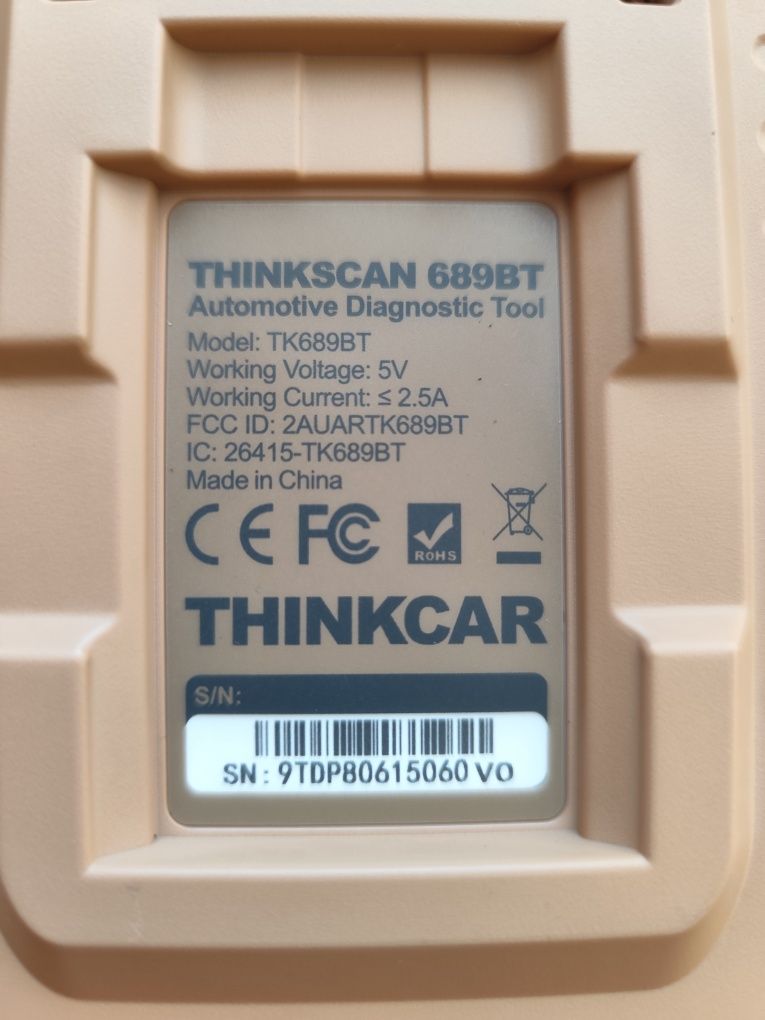 THINKSCAN 689BT
Automotive Diagnostic Tool
Model: TK689BT
Working Voltage: 5V
Working Current: ≤ 2.5A
FCC ID: 2AUARTK689BT
IC: 26415-TK689BT
Made in China
CE FC RoHS
THINKCAR
S/N:
SN: 9TDP80615060 VO